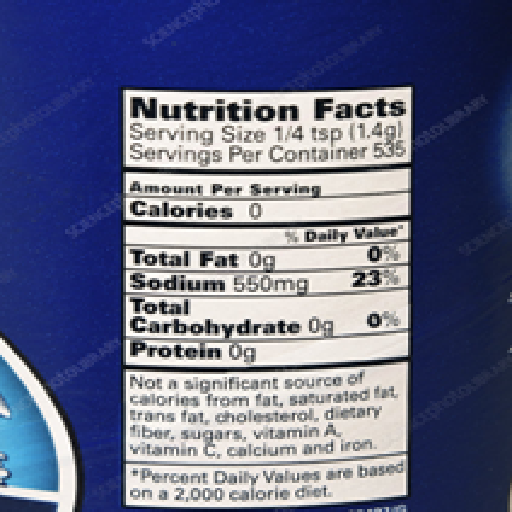 Nutrition Facts
Serving Size 1/4 tsp (1.4g)
Servings Per Container 535
Amount Per Serving
Calories 0
% Daily Value*
Total Fat 0g 0%
Sodium 550mg 23%
Total
Carbohydrate 0g 0%
Protein 0g
Not a significant source of
calories from fat, saturated fat,
trans fat, cholesterol, dietary
fiber, sugars, vitamin A,
vitamin C, calcium and iron.
*Percent Daily Values are based
on a 2,000 calorie diet.